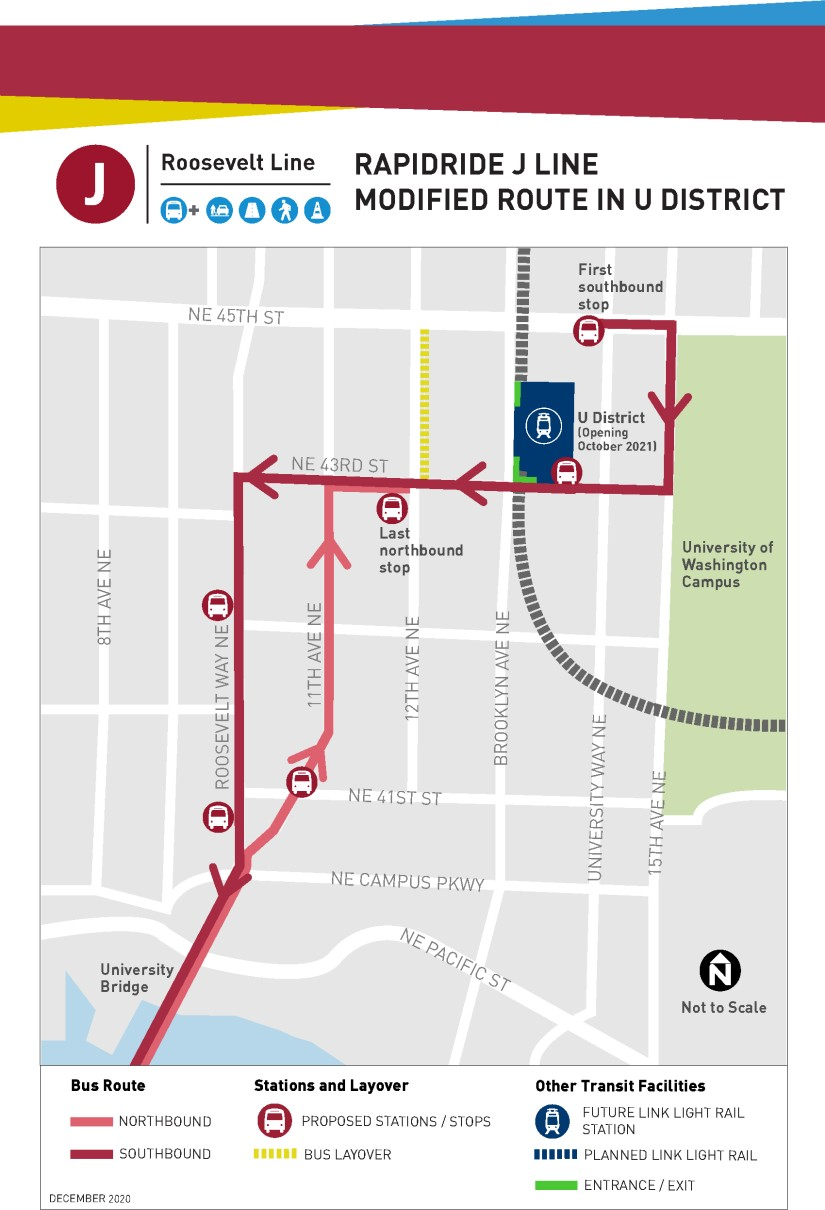 J
Roosevelt Line
+
RAPIDRIDE J LINE
MODIFIED ROUTE IN U DISTRICT
First
southbound
stop
NE 45TH ST
U District
(Opening
October 2021)
NE 43RD ST
Last
northbound
stop
University of
Washington
Campus
8TH AVE NE
ROOSEVELT WAY NE
11TH AVE NE
12TH AVE NE
BROOKLYN AVE NE
UNIVERSITY WAY NE
15TH AVE NE
NE 41ST ST
NE CAMPUS PKWY
NE PACIFIC ST
University
Bridge
N
Not to Scale
Bus Route
NORTHBOUND
SOUTHBOUND
Stations and Layover
PROPOSED STATIONS / STOPS
BUS LAYOVER
Other Transit Facilities
FUTURE LINK LIGHT RAIL
STATION
PLANNED LINK LIGHT RAIL
ENTRANCE / EXIT
DECEMBER 2020